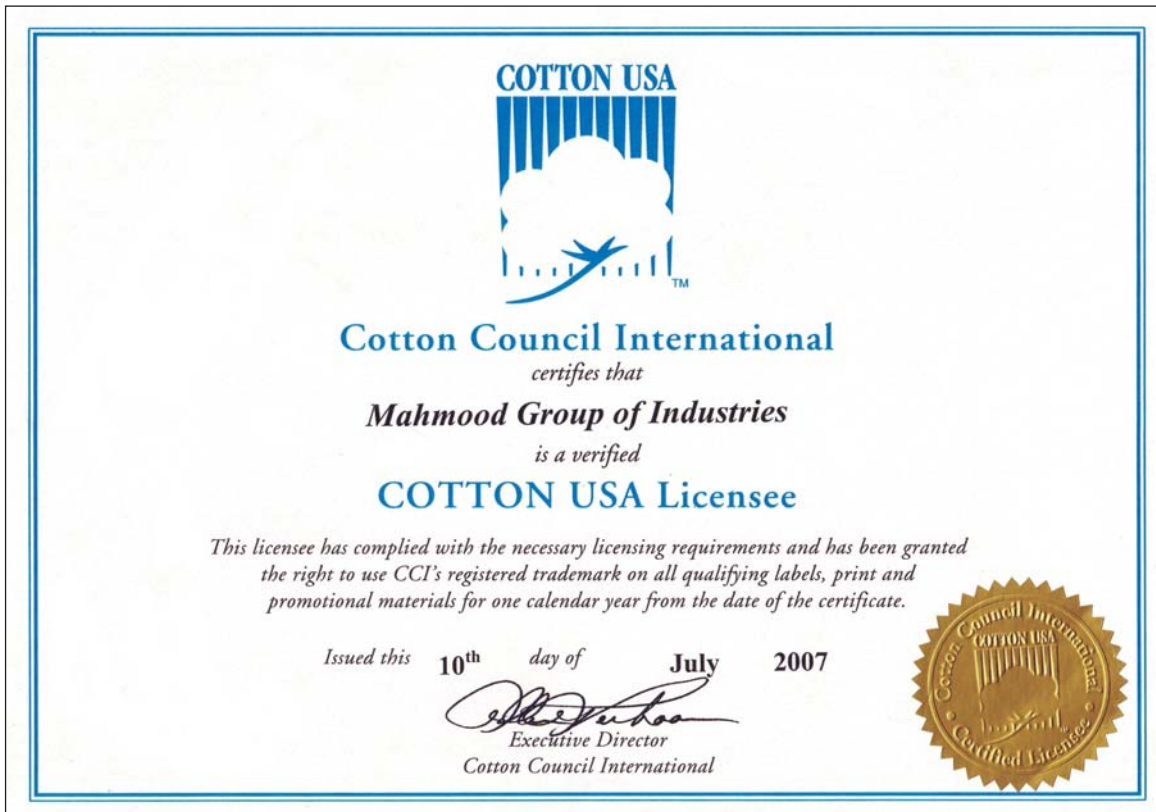 COTTON USA
TM
Cotton Council International
certifies that
Mahmood Group of Industries
is a verified
COTTON USA Licensee
This licensee has complied with the necessary licensing requirements and has been granted
the right to use CCI's registered trademark on all qualifying labels, print and
promotional materials for one calendar year from the date of the certificate.
Issued this 10th day of July 2007
Executive Director
Cotton Council International
Cotton Council International
COTTON USA
Certified Licensee